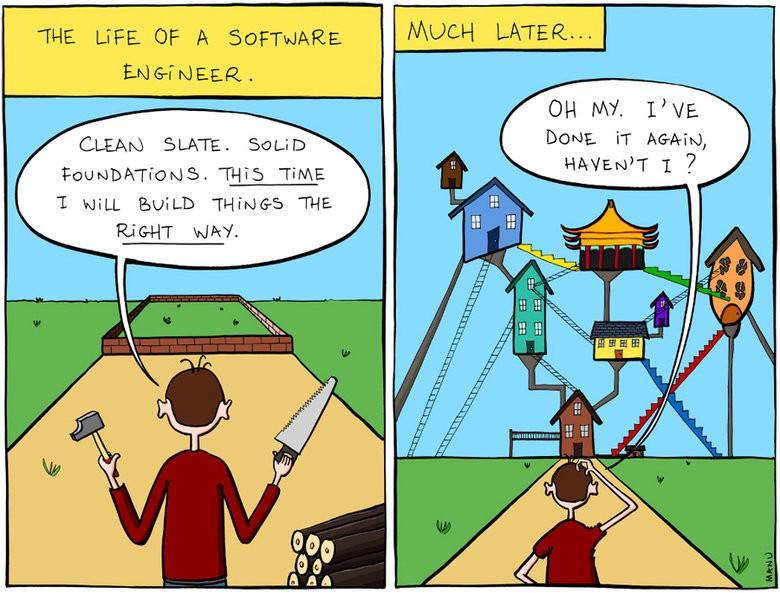 THE LIFE OF A SOFTWARE
ENGINEER.
CLEAN SLATE. SOLID
FOUNDATIONS. THIS TIME
I WILL BUILD THINGS THE
RIGHT WAY.
MUCH LATER...
OH MY. I'VE
DONE IT AGAIN,
HAVEN'T I ?
MANU